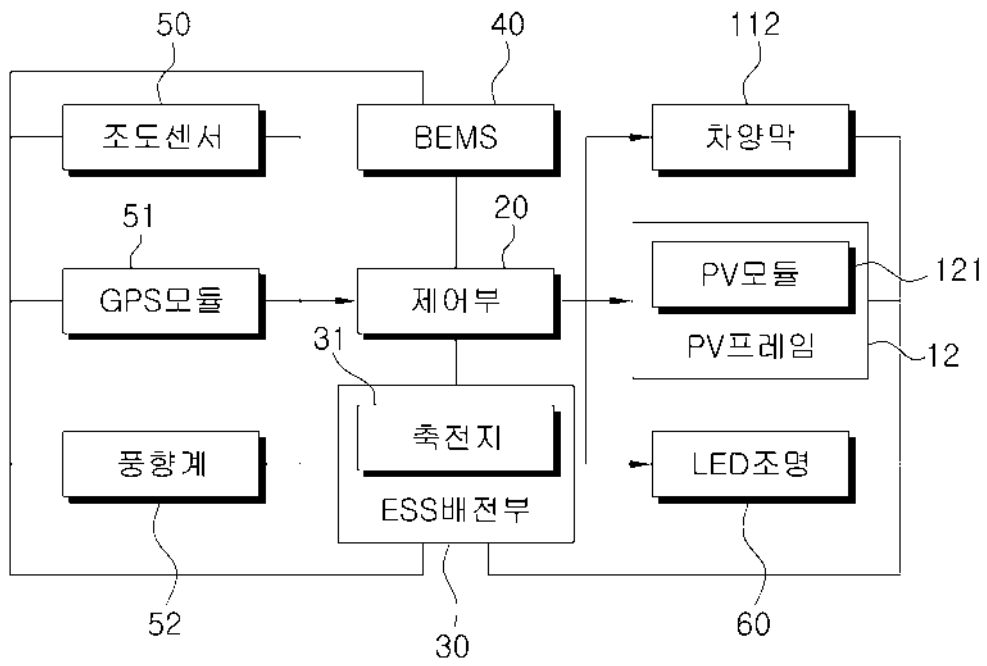 50
40
112
조도센서
BEMS
차양막
51
20
GPS모듈
제어부
PV모듈
121
PV프레임
12
31
풍향계
축전지
LED조명
ESS배전부
52
30
60